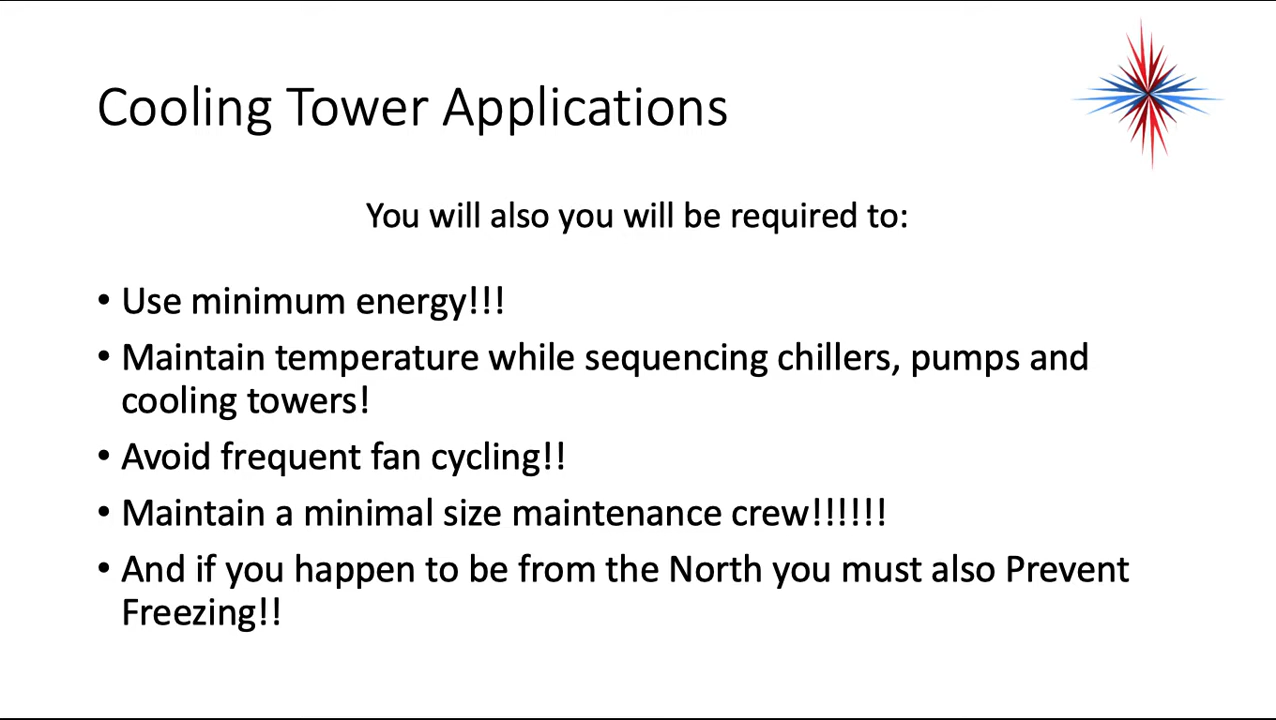 Cooling Tower Applications
You will also you will be required to:
• Use minimum energy!!!
• Maintain temperature while sequencing chillers, pumps and
cooling towers!
• Avoid frequent fan cycling!!
• Maintain a minimal size maintenance crew!!!!!!
• And if you happen to be from the North you must also Prevent
Freezing!!